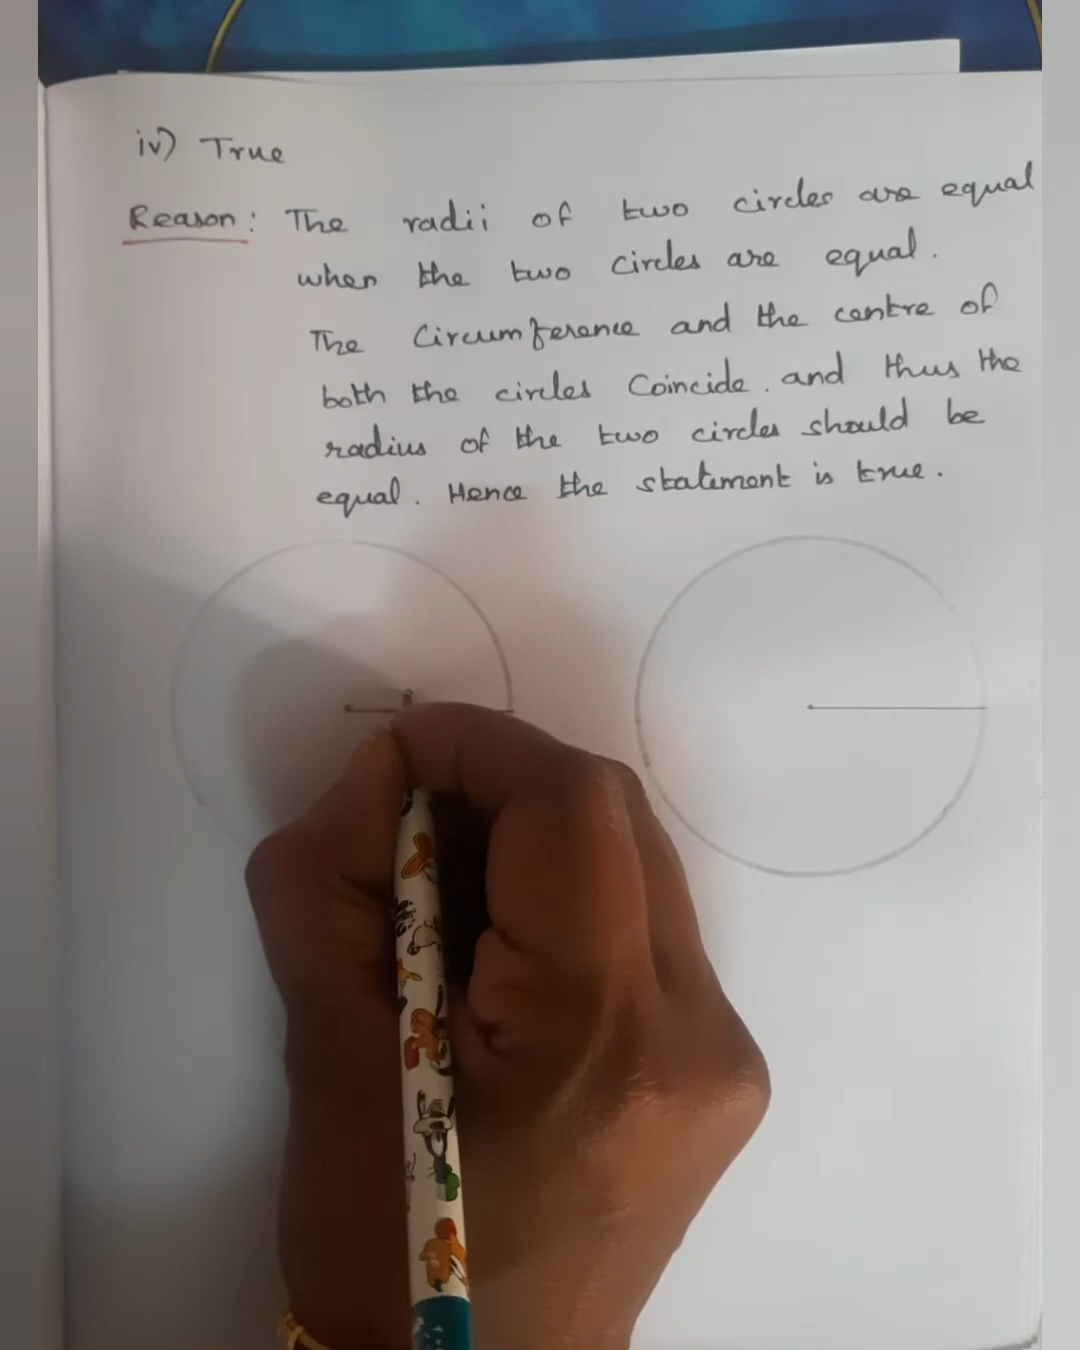 iv) True
Reason: The radii of two circles are equal
when the two circles are equal.
The Circumference and the centre of
both the circles Coincide. and thus the
radius of the two circles should be
equal. Hence the statement is true.